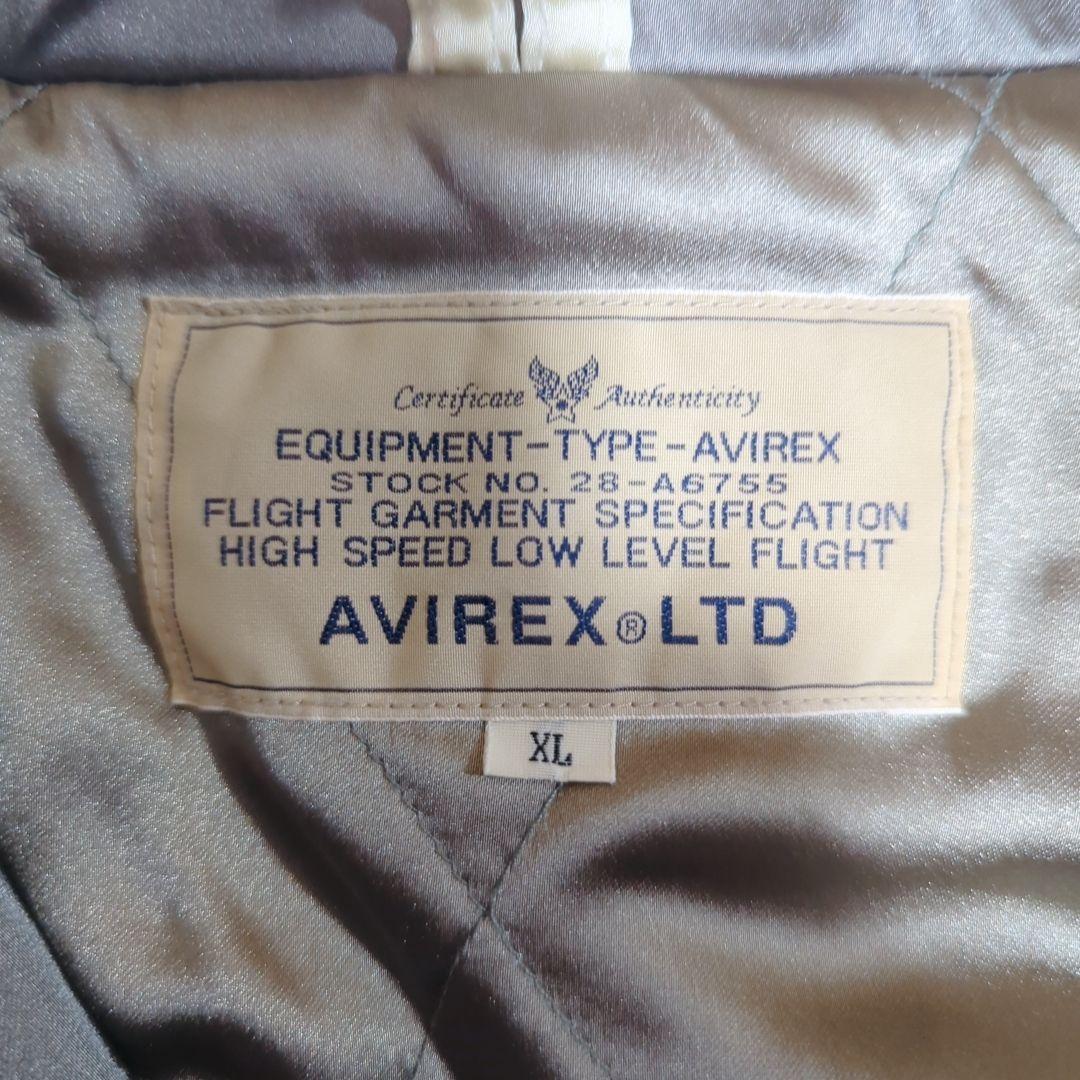 Certificate Authenticity
EQUIPMENT-TYPE-AVIREX
STOCK NO. 28-A6755
FLIGHT GARMENT SPECIFICATION
HIGH SPEED LOW LEVEL FLIGHT
AVIREX® LTD
XL